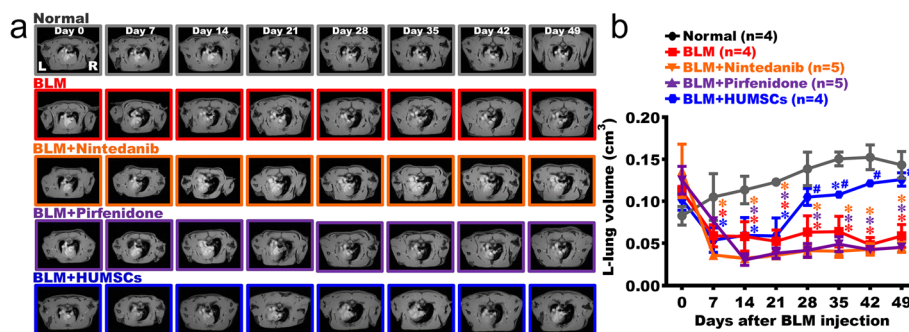 a
Normal
Day 0 Day 7 Day 14 Day 21 Day 28 Day 35 Day 42 Day 49
L R
BLM
BLM+Nintedanib
BLM+Pirfenidone
BLM+HUMSCs
b
Normal (n=4)
BLM (n=4)
BLM+Nintedanib (n=5)
BLM+Pirfenidone (n=5)
BLM+HUMSCs (n=4)
L-lung volume (cm³)
0.20
0.15
0.10
0.05
0.00
* * * * * * * *
* * * * * * *
* * * * * * *
* * *
# *# # #
0 7 14 21 28 35 42 49
Days after BLM injection